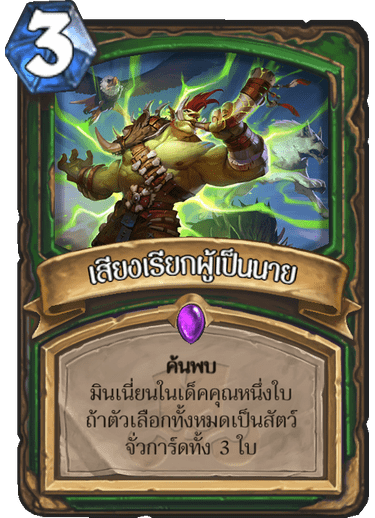 3
เสียงเรียกผู้เป็นนาย
ค้นพบ
มินเนี่ยนในเด็คคุณหนึ่งใบ
ถ้าตัวเลือกทั้งหมดเป็นสัตว์
จั่วการ์ดทั้ง 3 ใบ